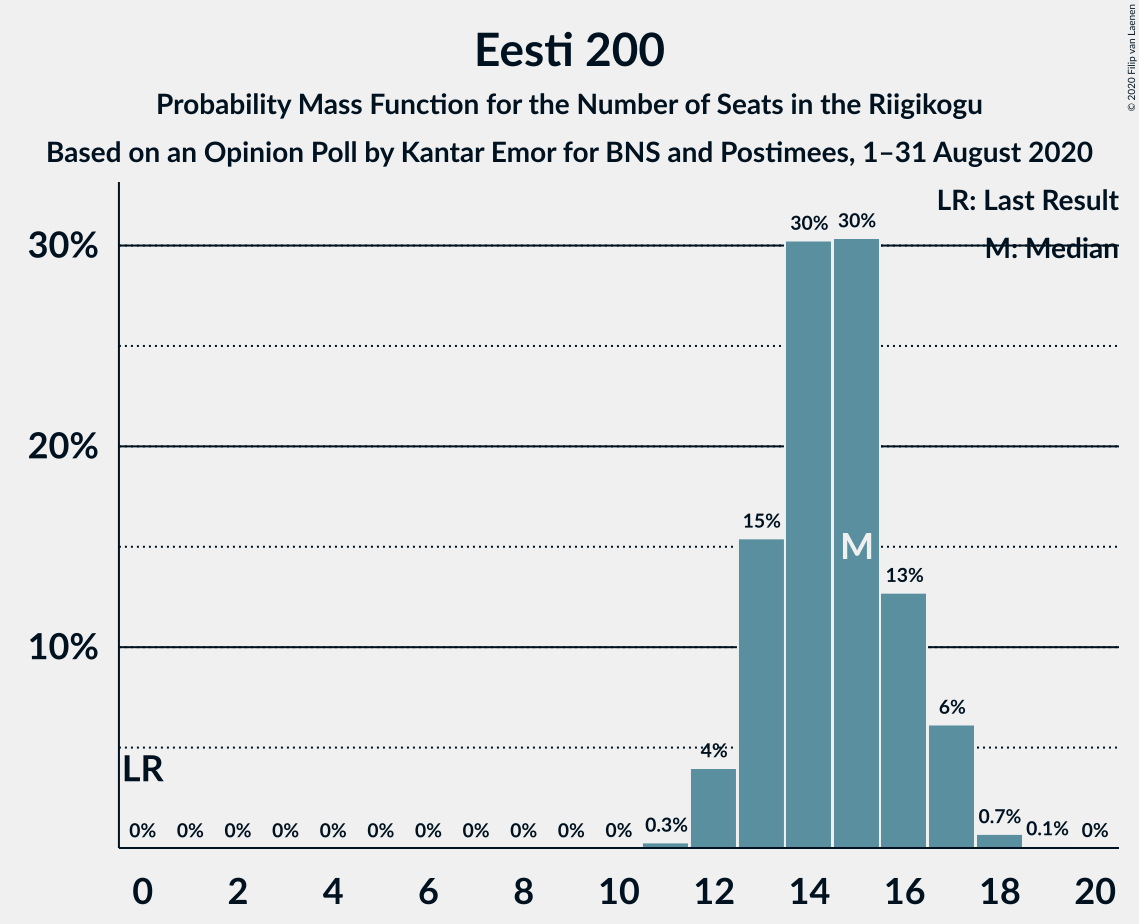 Eesti 200
Probability Mass Function for the Number of Seats in the Riigikogu
Based on an Opinion Poll by Kantar Emor for BNS and Postimees, 1–31 August 2020
© 2020 Filip van Laenen
LR: Last Result
M: Median
30%
20%
10%
30% 30%
15%
M
13%
6%
4%
LR
0% 0% 0% 0% 0% 0% 0% 0% 0% 0% 0% 0.3% 0.7% 0.1% 0%
0 2 4 6 8 10 12 14 16 18 20